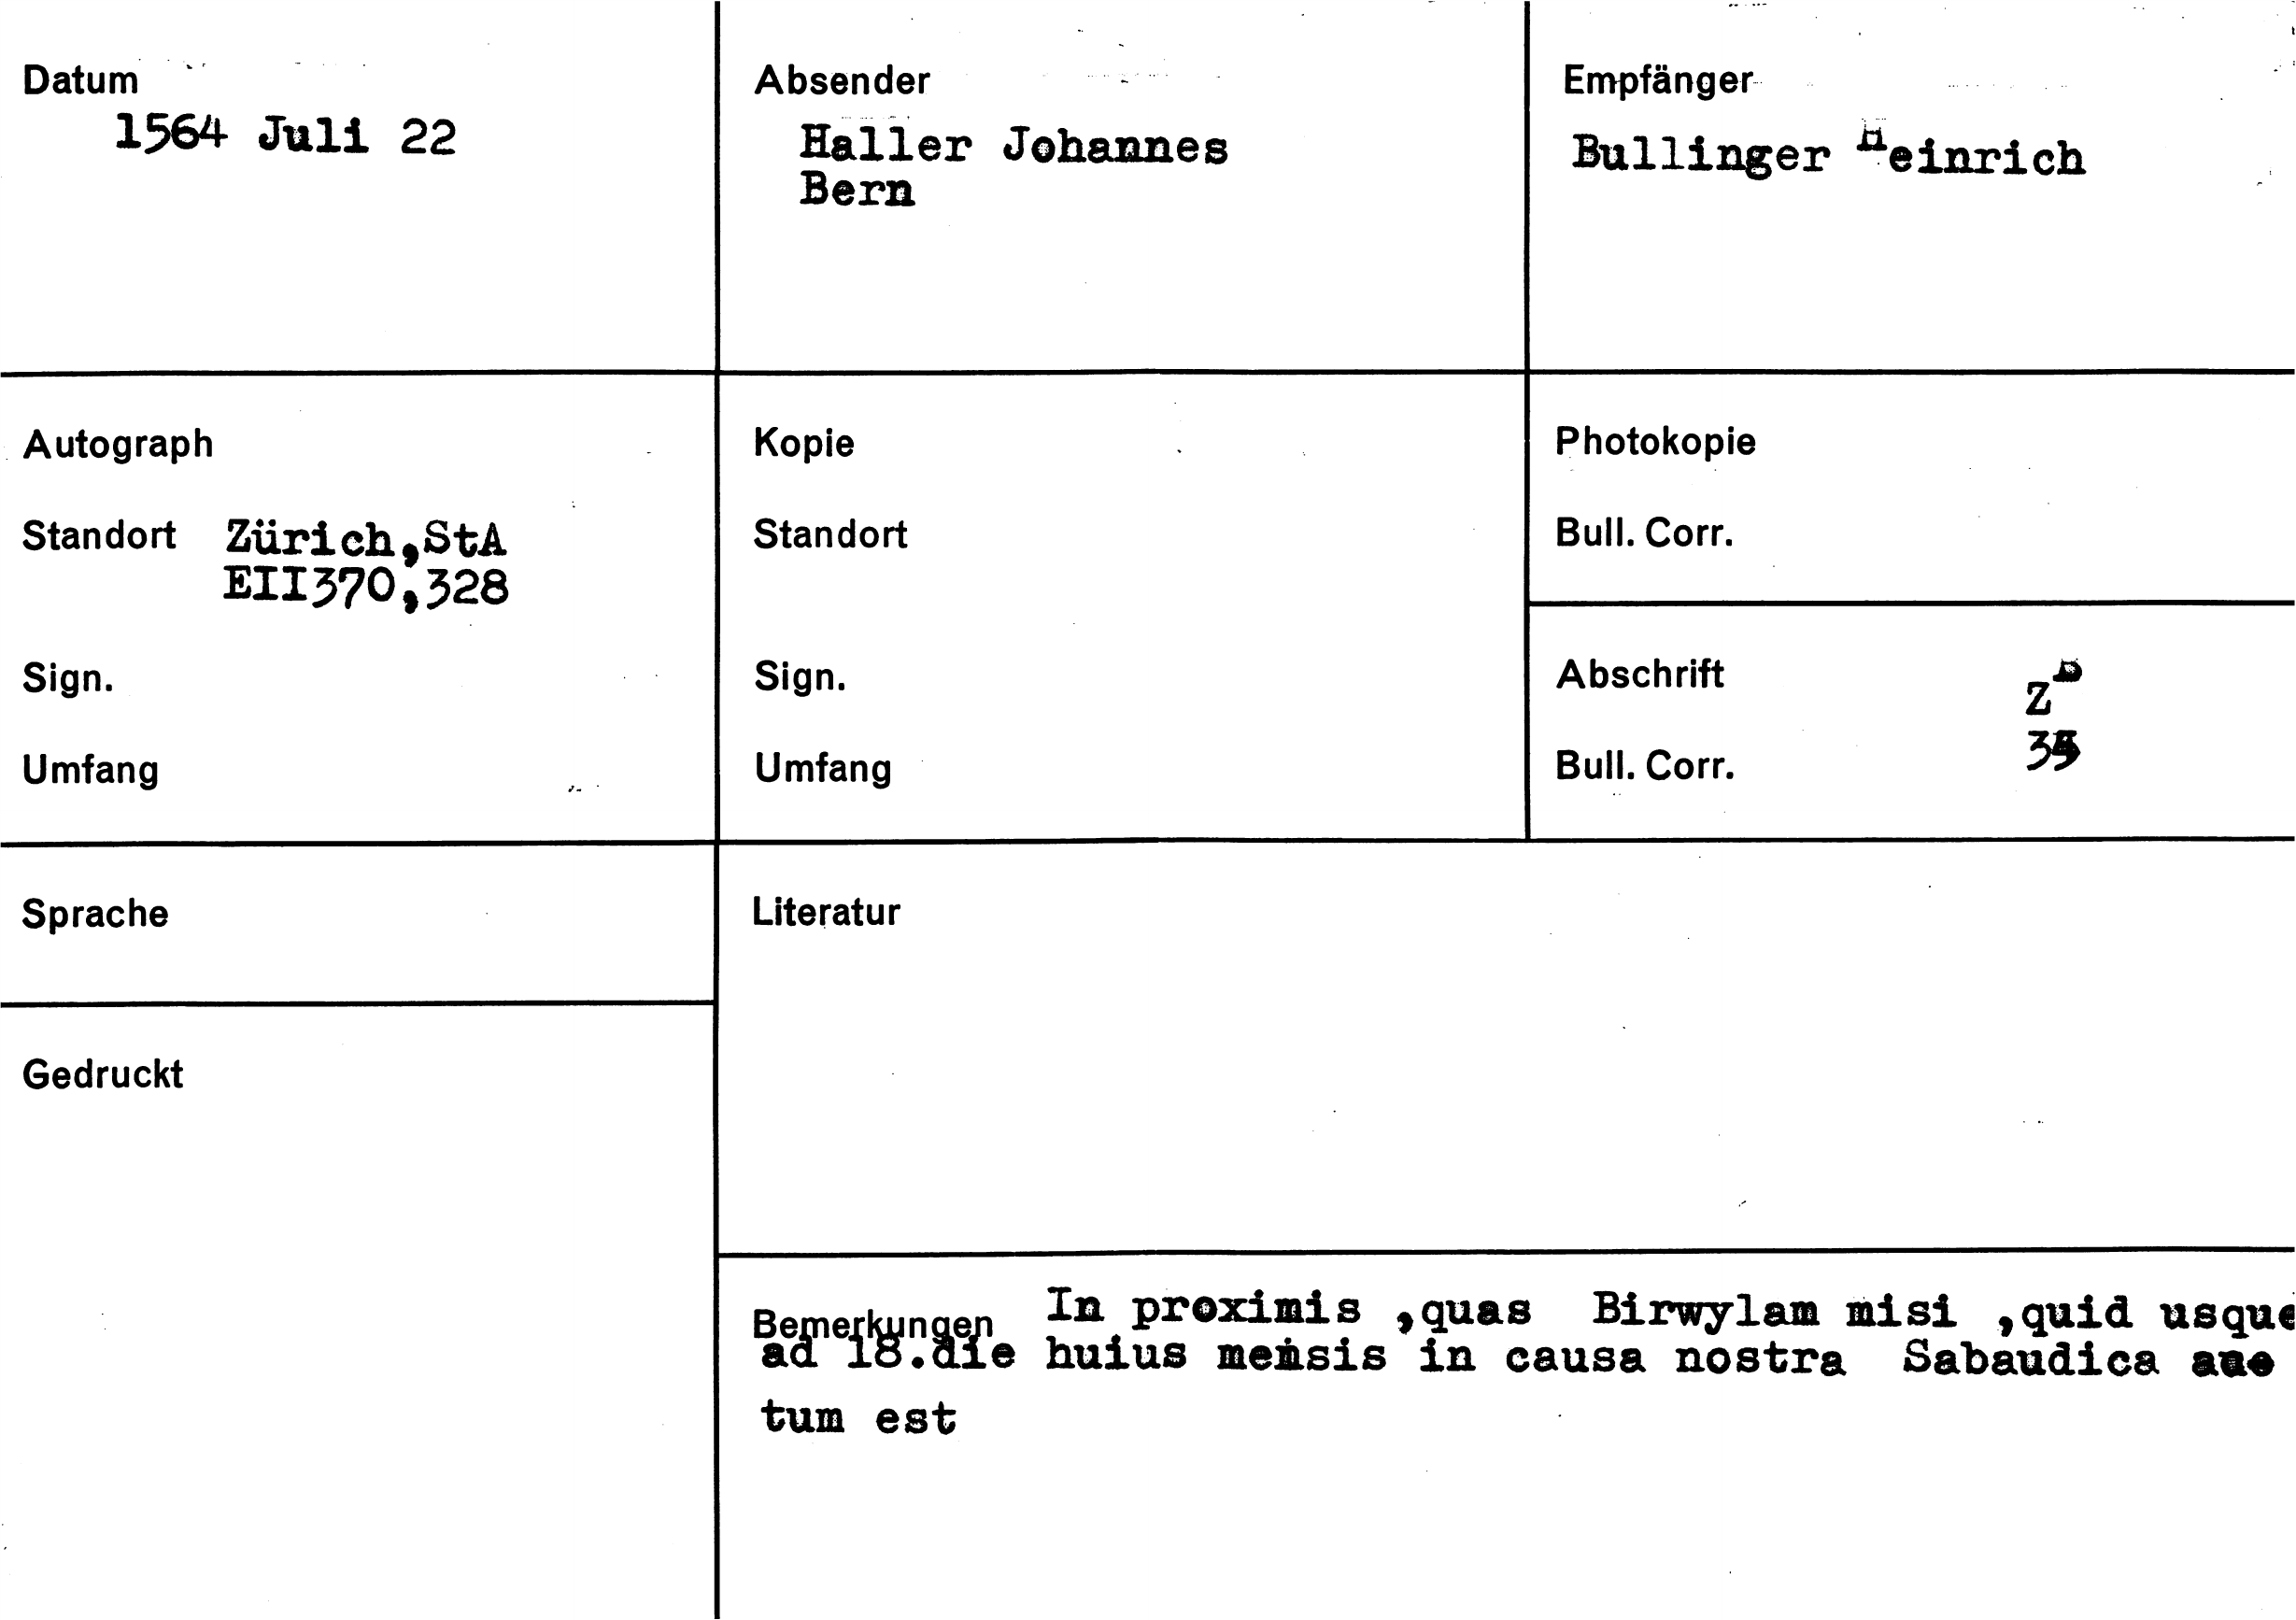 Datum
1564 Juli 22
Absender
Haller Johannes
Bern
Empfänger
Bullinger Heinrich
Autograph
Standort Zürich,StA
EII370,328
Sign.
Umfang
Kopie
Standort
Sign.
Umfang
Photokopie
Bull. Corr.
Abschrift
Z
Bull. Corr.
Sprache
Gedruckt
Literatur
Bemerkungen In proximis ,quas Birwylam misi ,quid usque
ad 18.die huius mensis in causa nostra Sabaudica
tum est